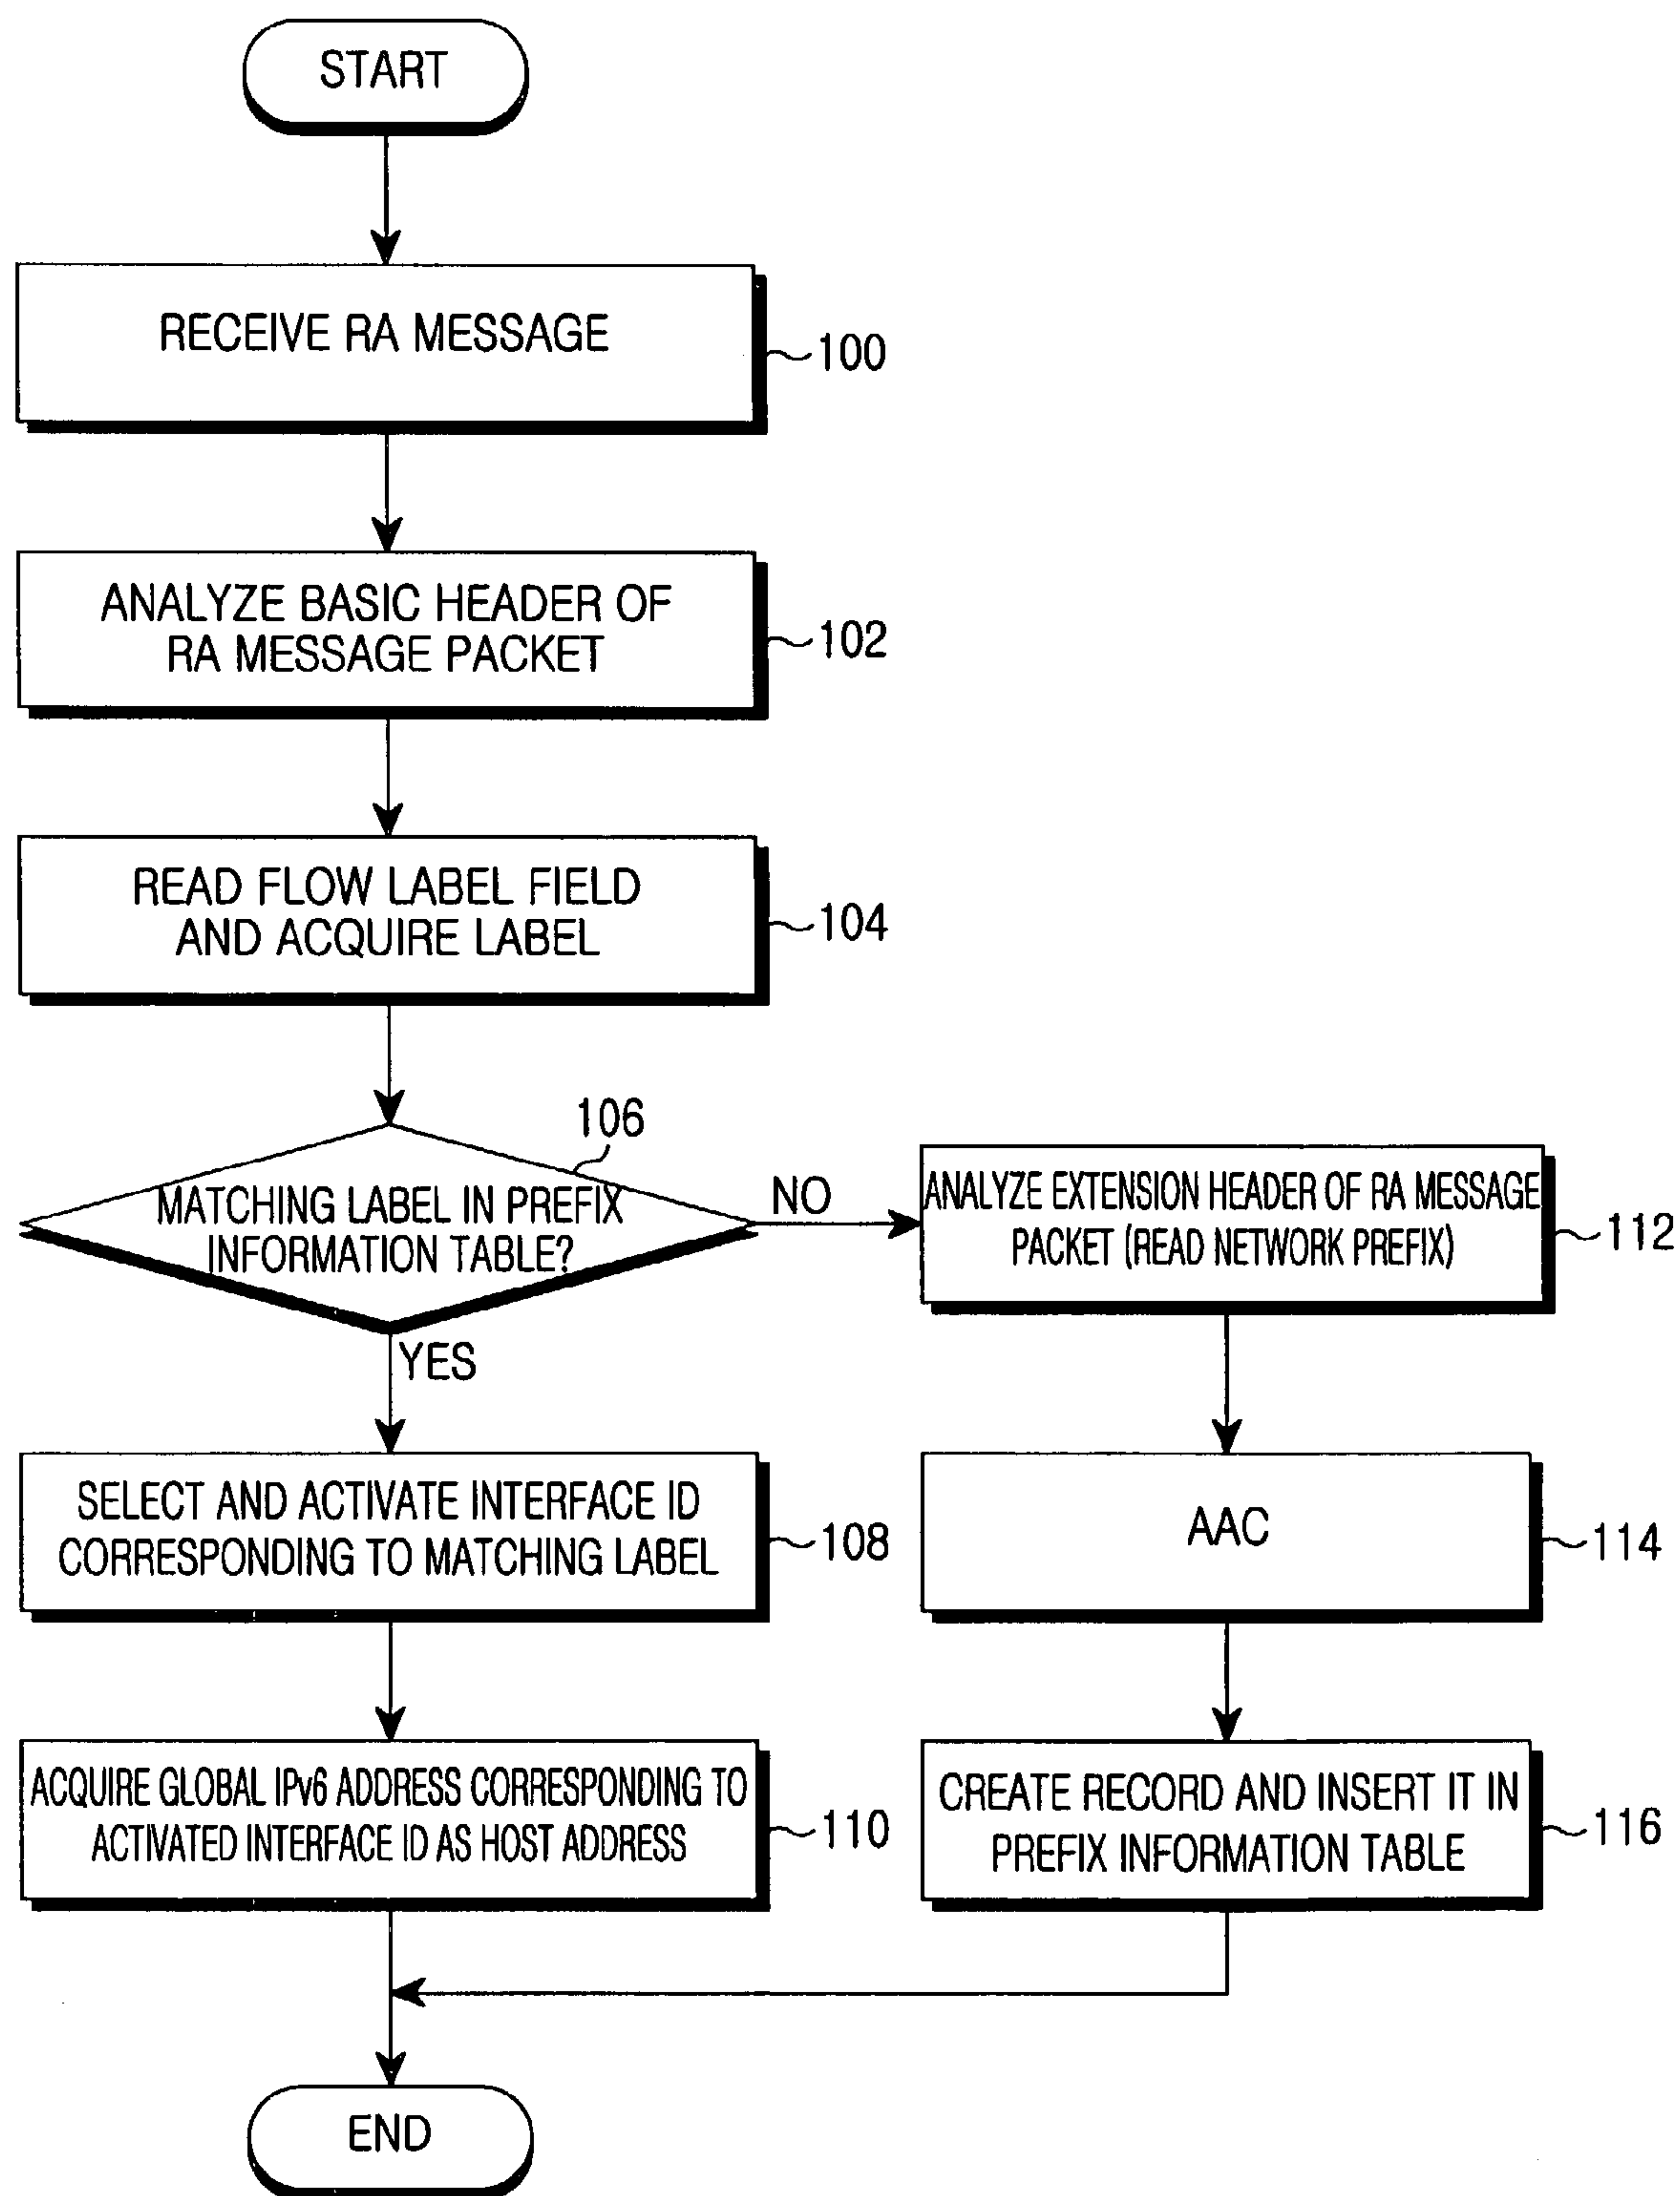 START
RECEIVE RA MESSAGE
100
ANALYZE BASIC HEADER OF
RA MESSAGE PACKET
102
READ FLOW LABEL FIELD
AND ACQUIRE LABEL
104
106
MATCHING LABEL IN PREFIX
INFORMATION TABLE?
NO
YES
ANALYZE EXTENSION HEADER OF RA MESSAGE
PACKET (READ NETWORK PREFIX)
112
SELECT AND ACTIVATE INTERFACE ID
CORRESPONDING TO MATCHING LABEL
108
AAC
114
ACQUIRE GLOBAL IPv6 ADDRESS CORRESPONDING TO
ACTIVATED INTERFACE ID AS HOST ADDRESS
110
CREATE RECORD AND INSERT IT IN
PREFIX INFORMATION TABLE
116
END